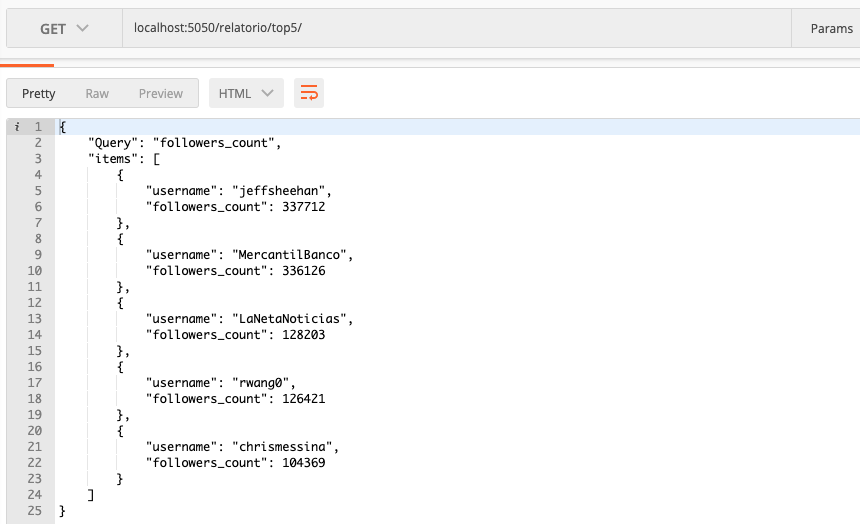 GET localhost:5050/relatorio/top5/ Params
Pretty Raw Preview HTML
i 1 {
2 "Query": "followers_count",
3 "items": [
4 {
5 "username": "jeffsheehan",
6 "followers_count": 337712
7 },
8 {
9 "username": "MercantilBanco",
10 "followers_count": 336126
11 },
12 {
13 "username": "LaNetaNoticias",
14 "followers_count": 128203
15 },
16 {
17 "username": "rwang0",
18 "followers_count": 126421
19 },
20 {
21 "username": "chrismessina",
22 "followers_count": 104369
23 }
24 ]
25 }